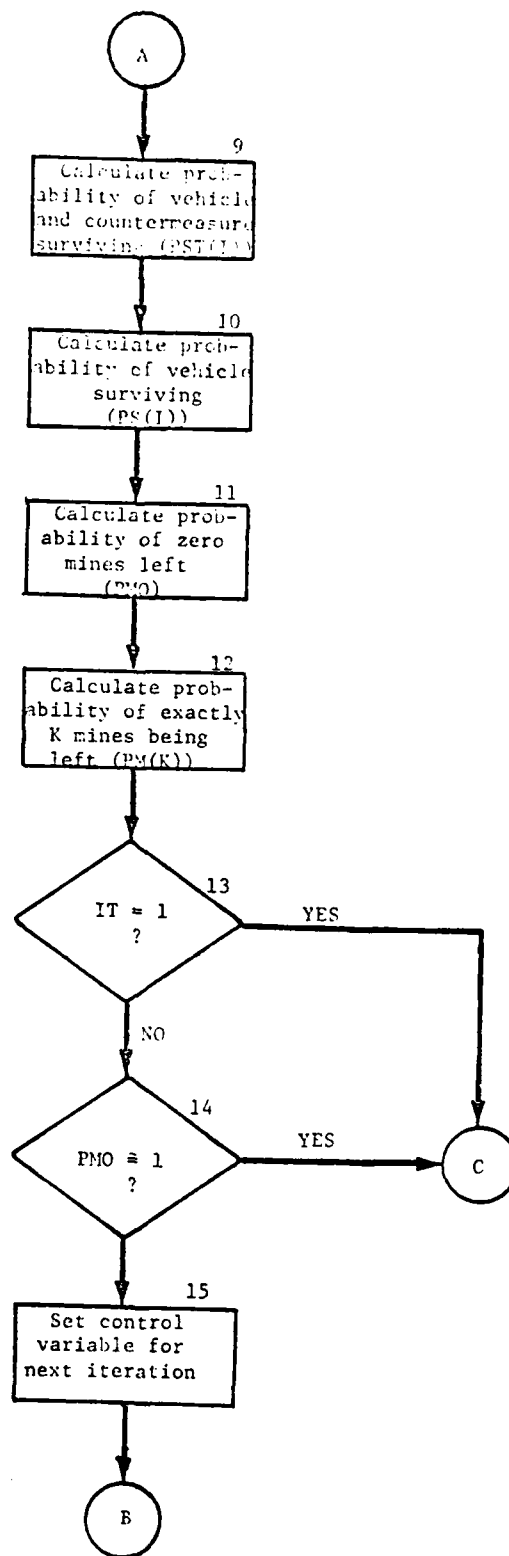 A
9
Calculate prob-
ability of vehicle
and countermeasure
surviving (PST(I))
10
Calculate prob-
ability of vehicle
surviving
(PS(I))
11
Calculate prob-
ability of zero
mines left
(PMO)
12
Calculate prob-
ability of exactly
K mines being
left (PM(K))
13
IT = 1
?
YES
NO
14
PMO ≅ 1
?
YES
C
15
Set control
variable for
next iteration
B